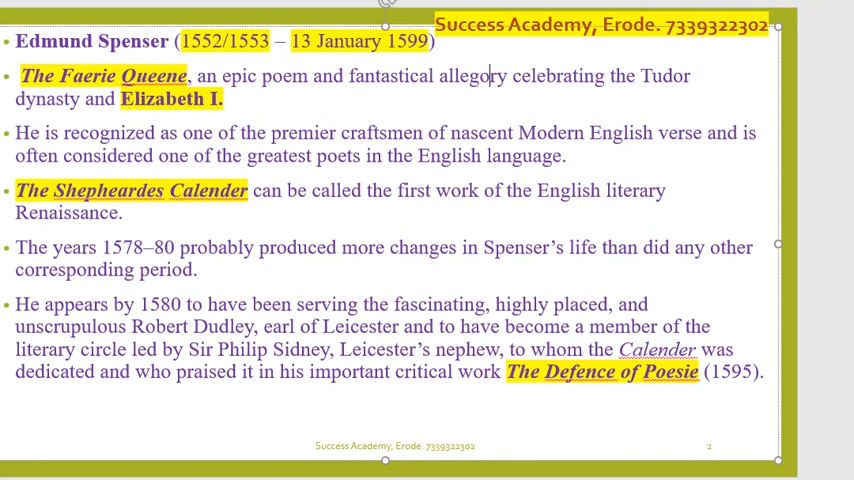 Success Academy, Erode. 7339322302
• Edmund Spenser (1552/1553 – 13 January 1599)
• The Faerie Queene, an epic poem and fantastical allegory celebrating the Tudor
dynasty and Elizabeth I.
• He is recognized as one of the premier craftsmen of nascent Modern English verse and is
often considered one of the greatest poets in the English language.
• The Shepheardes Calender can be called the first work of the English literary
Renaissance.
• The years 1578–80 probably produced more changes in Spenser’s life than did any other
corresponding period.
• He appears by 1580 to have been serving the fascinating, highly placed, and
unscrupulous Robert Dudley, earl of Leicester and to have become a member of the
literary circle led by Sir Philip Sidney, Leicester’s nephew, to whom the Calender was
dedicated and who praised it in his important critical work The Defence of Poesie (1595).
Success Academy, Erode. 7339322302 2